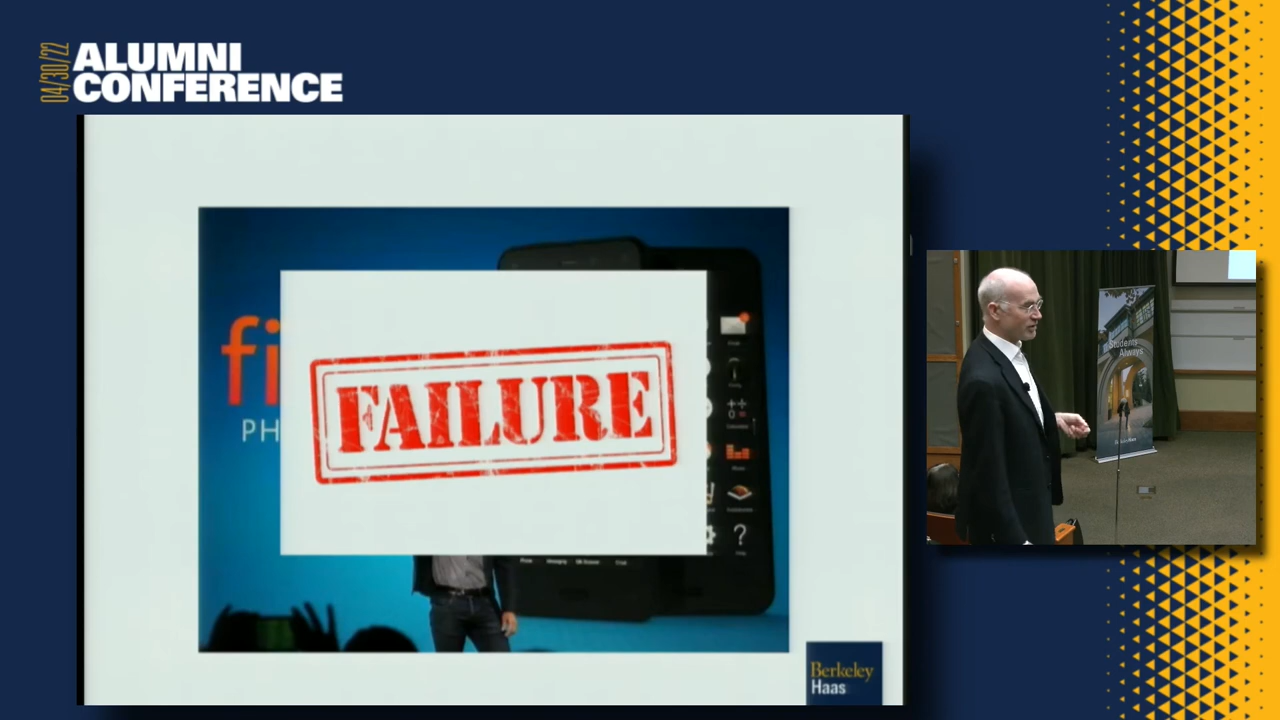 04/30/22
ALUMNI
CONFERENCE
fi
PH
FAILURE
?
Berkeley
Haas
Students
Always